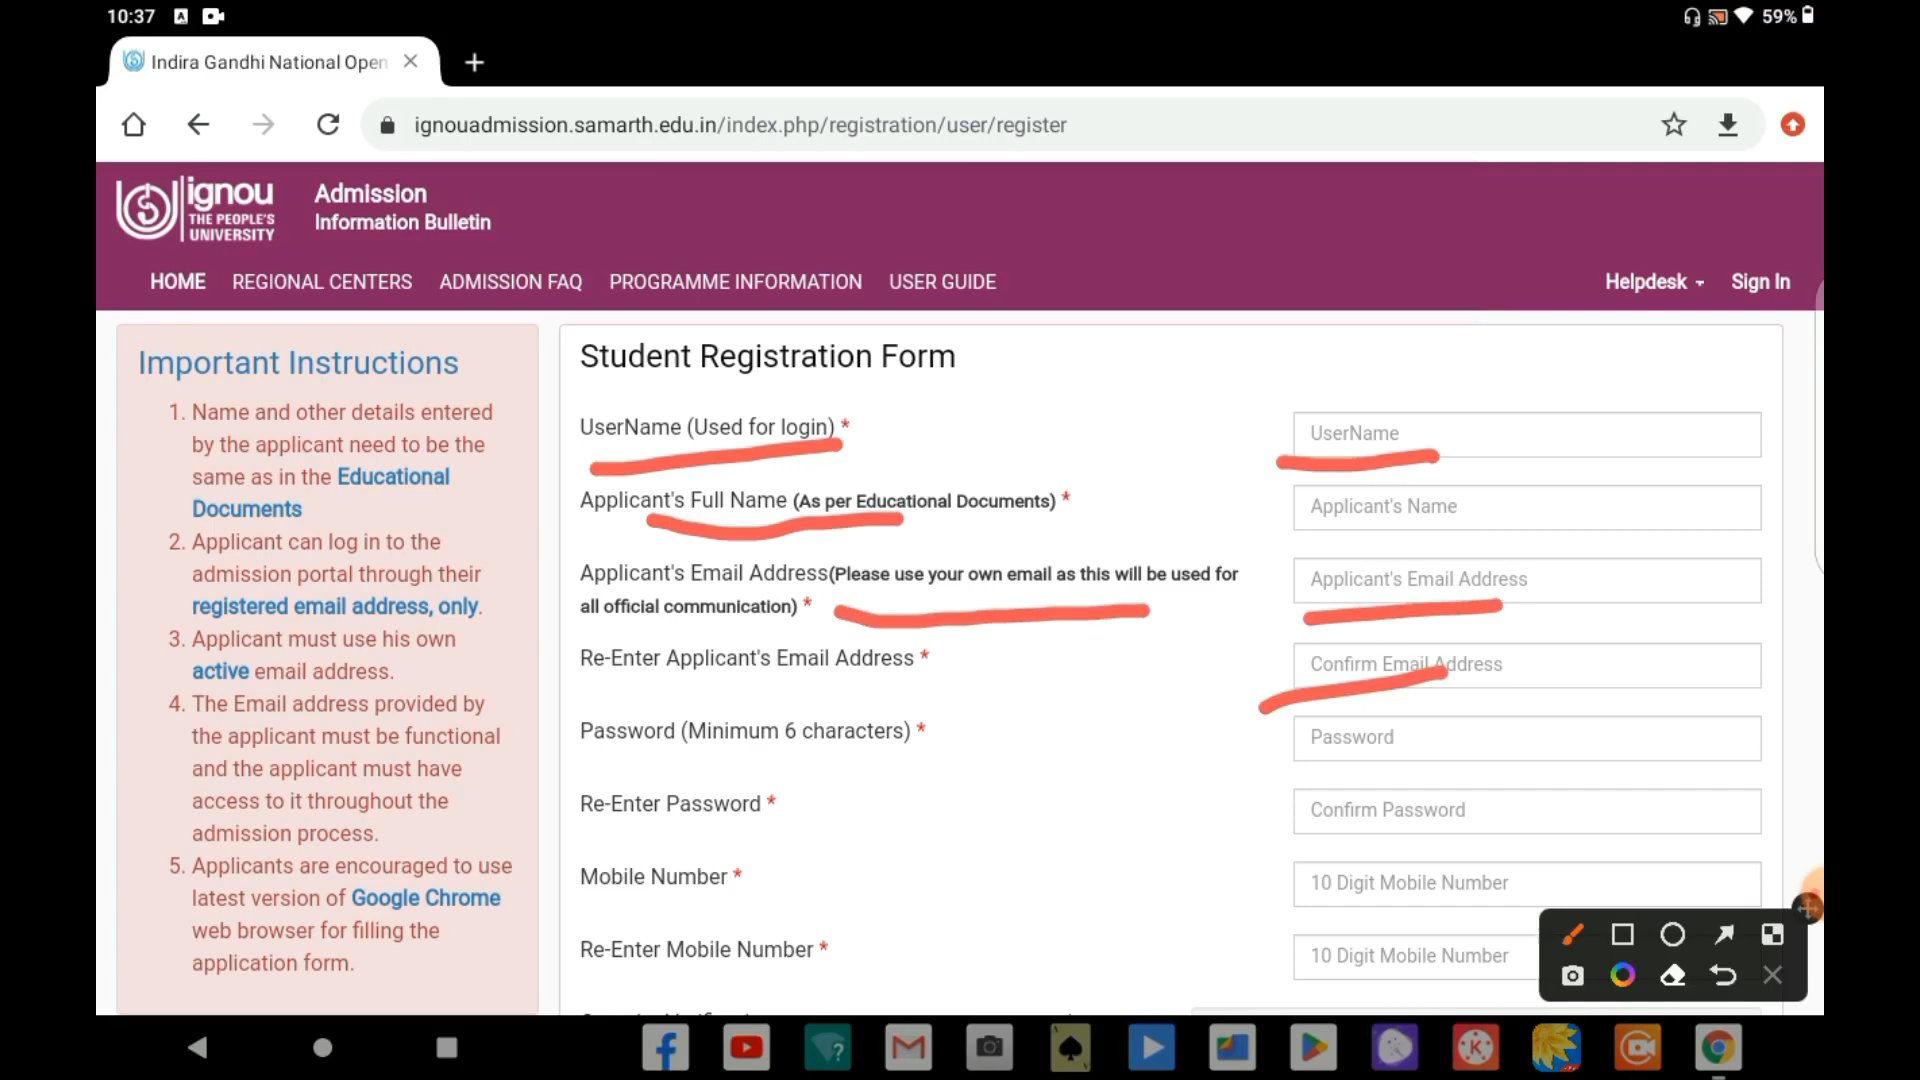 10:37
59%
Indira Gandhi National Open
ignouadmission.samarth.edu.in/index.php/registration/user/register
ignou
THE PEOPLE'S
UNIVERSITY
Admission
Information Bulletin
HOME REGIONAL CENTERS ADMISSION FAQ PROGRAMME INFORMATION USER GUIDE Helpdesk Sign In
Important Instructions
1. Name and other details entered
by the applicant need to be the
same as in the Educational
Documents
2. Applicant can log in to the
admission portal through their
registered email address, only.
3. Applicant must use his own
active email address.
4. The Email address provided by
the applicant must be functional
and the applicant must have
access to it throughout the
admission process.
5. Applicants are encouraged to use
latest version of Google Chrome
web browser for filling the
application form.
Student Registration Form
UserName (Used for login) *
UserName
Applicant's Full Name (As per Educational Documents) *
Applicant's Name
Applicant's Email Address(Please use your own email as this will be used for
all official communication) *
Applicant's Email Address
Re-Enter Applicant's Email Address *
Confirm Email Address
Password (Minimum 6 characters) *
Password
Re-Enter Password *
Confirm Password
Mobile Number *
10 Digit Mobile Number
Re-Enter Mobile Number *
10 Digit Mobile Number